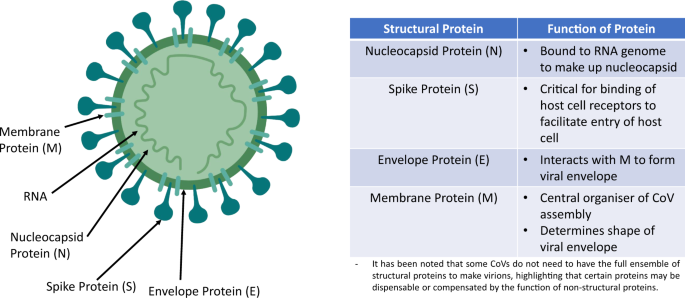 Membrane
Protein (M)
RNA
Nucleocapsid
Protein (N)
Spike Protein (S)
Envelope Protein (E)
Structural Protein
Function of Protein
Nucleocapsid Protein (N)
• Bound to RNA genome
to make up nucleocapsid
Spike Protein (S)
• Critical for binding of
host cell receptors to
facilitate entry of host
cell
Envelope Protein (E)
• Interacts with M to form
viral envelope
Membrane Protein (M)
• Central organiser of CoV
assembly
• Determines shape of
viral envelope
- It has been noted that some CoVs do not need to have the full ensemble of
structural proteins to make virions, highlighting that certain proteins may be
dispensable or compensated by the function of non-structural proteins.